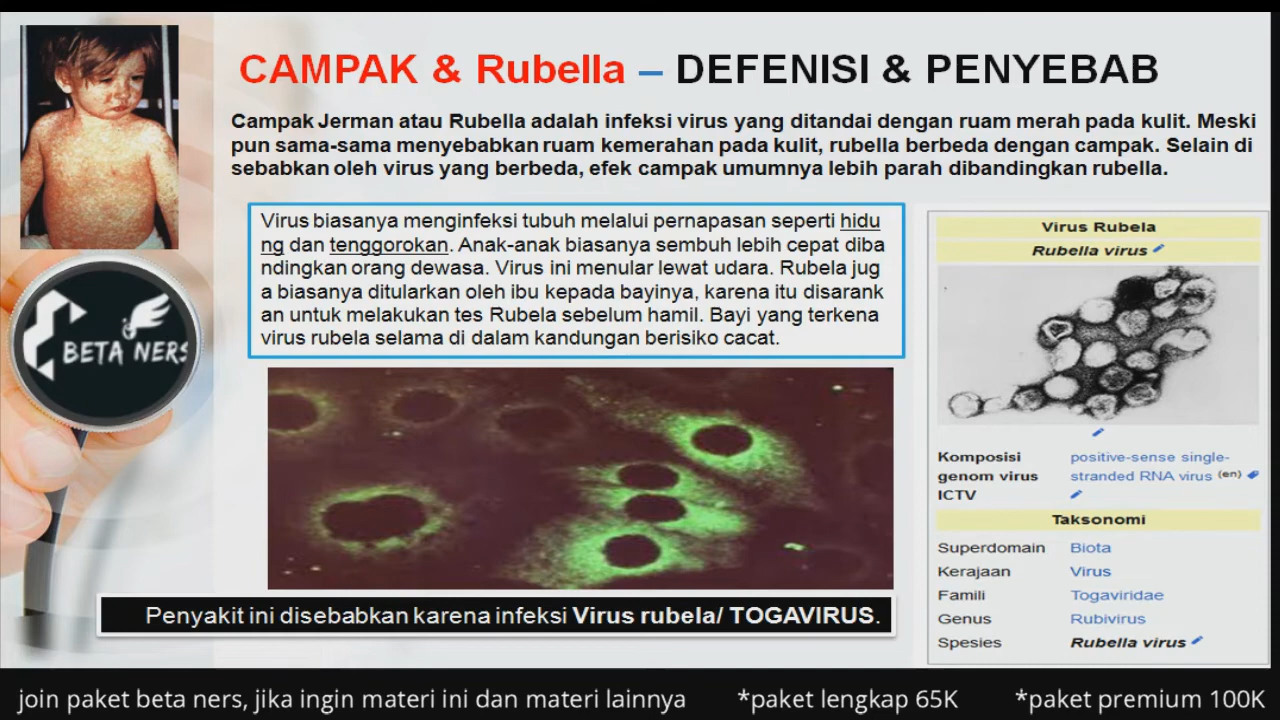 CAMPAK & Rubella – DEFENISI & PENYEBAB
Campak Jerman atau Rubella adalah infeksi virus yang ditandai dengan ruam merah pada kulit. Meski
pun sama-sama menyebabkan ruam kemerahan pada kulit, rubella berbeda dengan campak. Selain di
sebabkan oleh virus yang berbeda, efek campak umumnya lebih parah dibandingkan rubella.
Virus biasanya menginfeksi tubuh melalui pernapasan seperti hidu
ng dan tenggorokan. Anak-anak biasanya sembuh lebih cepat diba
ndingkan orang dewasa. Virus ini menular lewat udara. Rubela jug
a biasanya ditularkan oleh ibu kepada bayinya, karena itu disarank
an untuk melakukan tes Rubela sebelum hamil. Bayi yang terkena
virus rubela selama di dalam kandungan berisiko cacat.
BETA NERS
Penyakit ini disebabkan karena infeksi Virus rubela/ TOGAVIRUS.
Virus Rubela
Rubella virus
Komposisi genom virus ICTV positive-sense single-stranded RNA virus (en)
Taksonomi
Superdomain Biota
Kerajaan Virus
Famili Togaviridae
Genus Rubivirus
Spesies Rubella virus
join paket beta ners, jika ingin materi ini dan materi lainnya *paket lengkap 65K *paket premium 100K